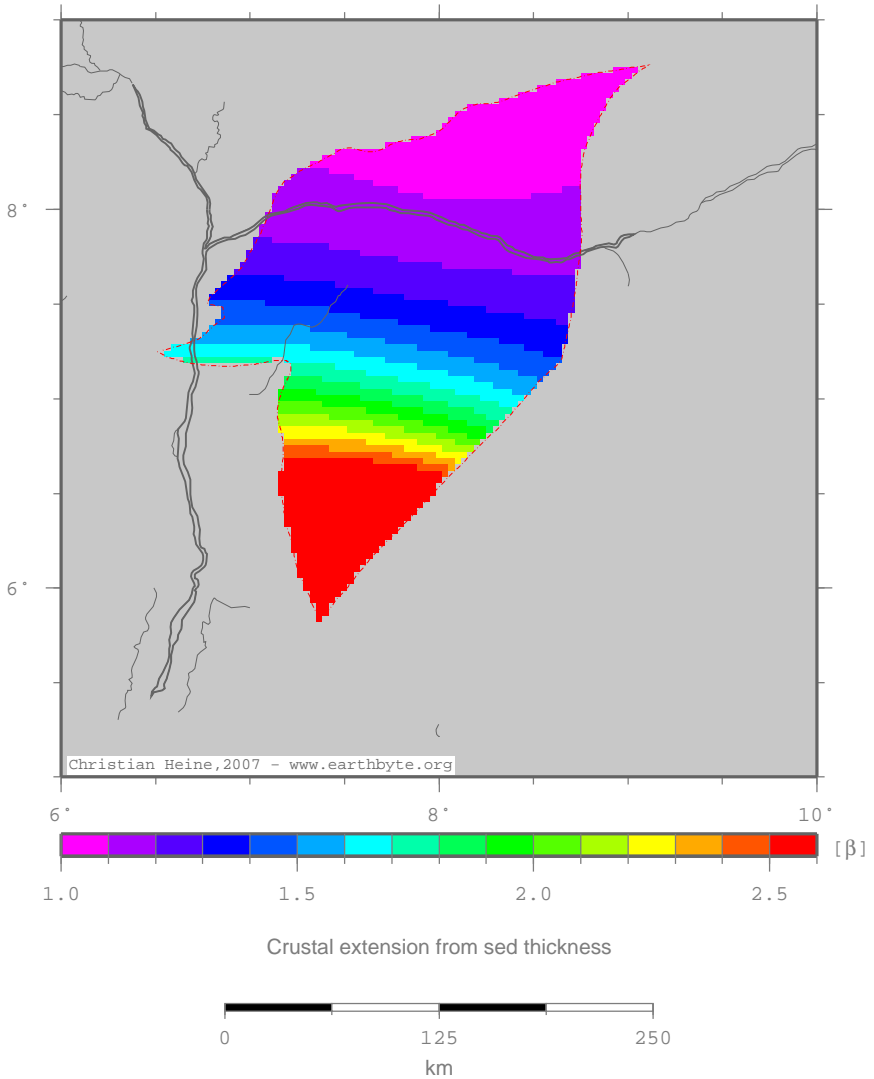 8°
6°
Christian Heine,2007 - www.earthbyte.org
6° 8° 10°
[β]
1.0 1.5 2.0 2.5
Crustal extension from sed thickness
0 125 250
km